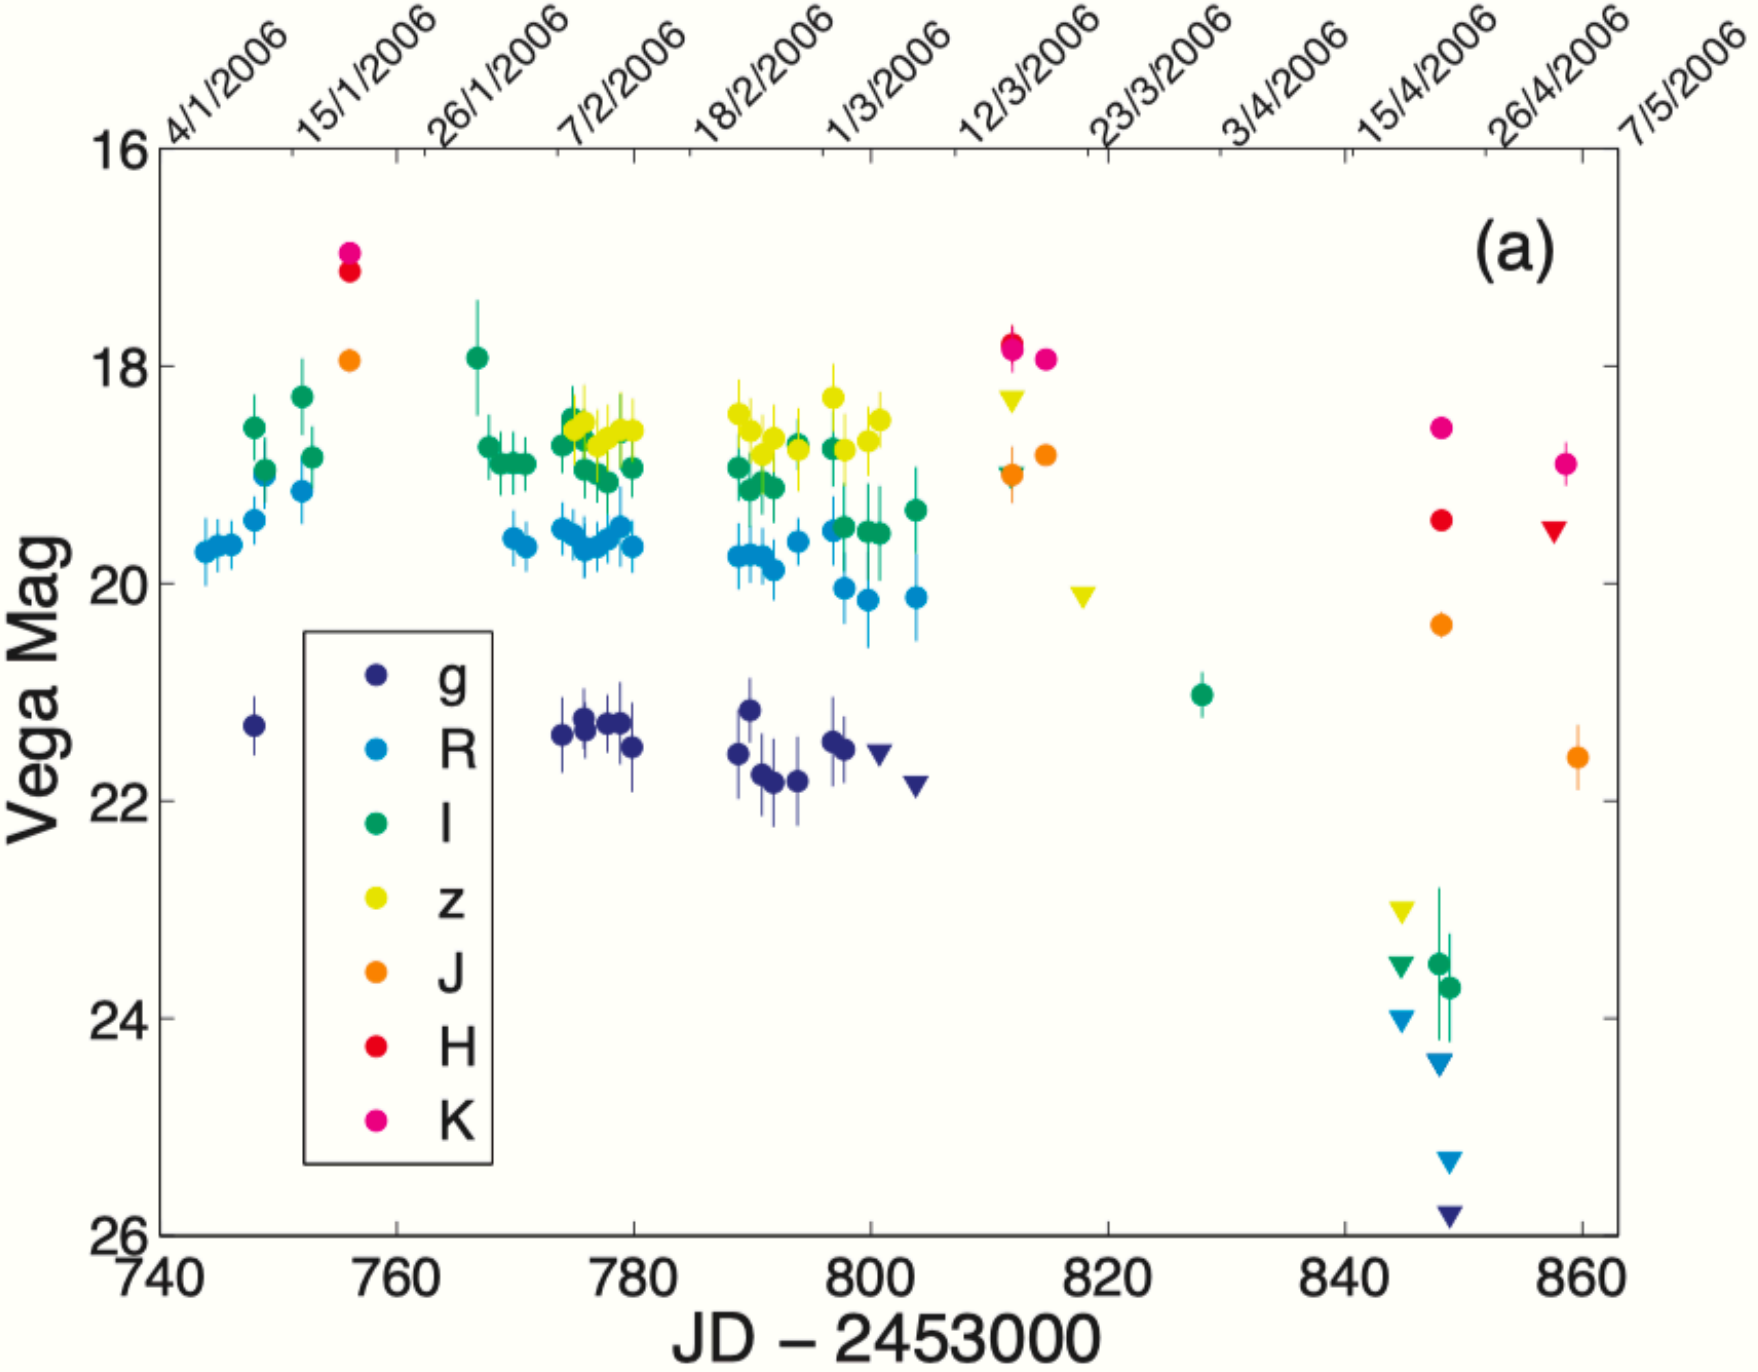 4/1/2006 15/1/2006 26/1/2006 7/2/2006 18/2/2006 1/3/2006 12/3/2006 23/3/2006 3/4/2006 15/4/2006 26/4/2006 7/5/2006
(a)
16
18
20
22
24
26
Vega Mag
g
R
I
z
J
H
K
740 760 780 800 820 840 860
JD – 2453000